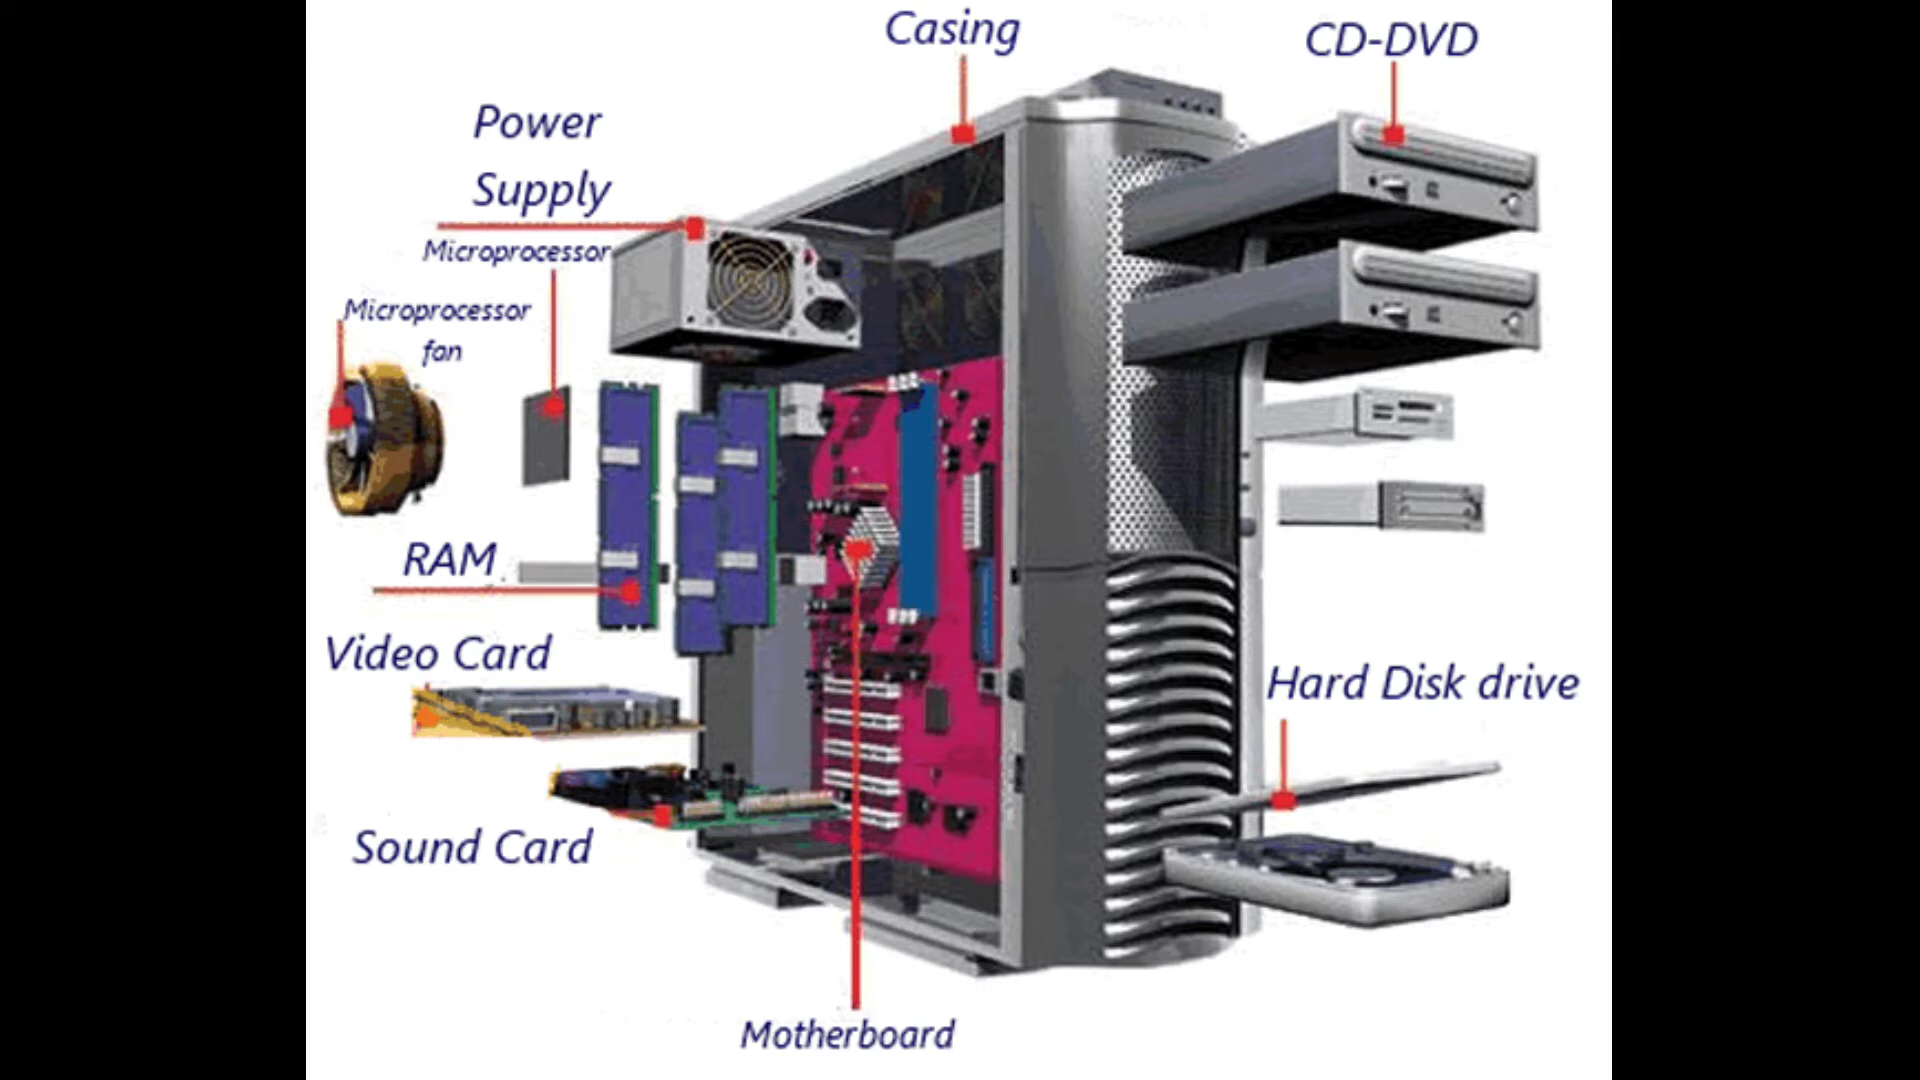 Casing
CD-DVD
Power
Supply
Microprocessor
Microprocessor
fan
RAM
Video Card
Hard Disk drive
Sound Card
Motherboard